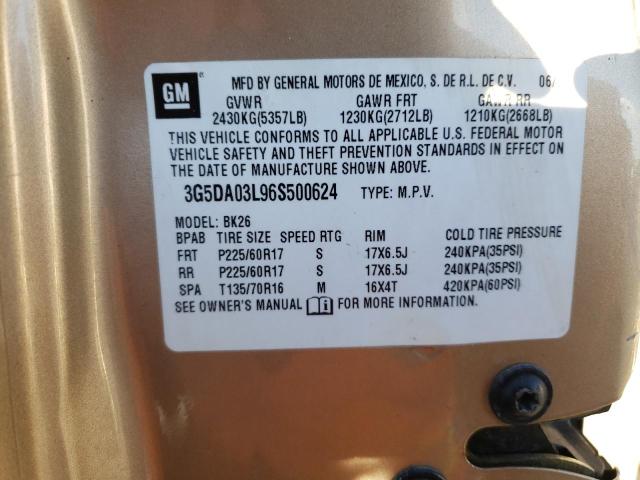 GM MFD BY GENERAL MOTORS DE MEXICO, S. DE R.L. DE C.V. 06/
GVWR GAWR FRT GAWR RR
2430KG(5357LB) 1230KG(2712LB) 1210KG(2668LB)
THIS VEHICLE CONFORMS TO ALL APPLICABLE U.S. FEDERAL MOTOR
VEHICLE SAFETY AND THEFT PREVENTION STANDARDS IN EFFECT ON
THE DATE OF MANUFACTURE SHOWN ABOVE.
3G5DA03L96S500624 TYPE: M.P.V.
MODEL: BK26
BPAB TIRE SIZE SPEED RTG RIM COLD TIRE PRESSURE
FRT P225/60R17 S 17X6.5J 240KPA(35PSI)
RR P225/60R17 S 17X6.5J 240KPA(35PSI)
SPA T135/70R16 M 16X4T 420KPA(60PSI)
SEE OWNER'S MANUAL FOR MORE INFORMATION.